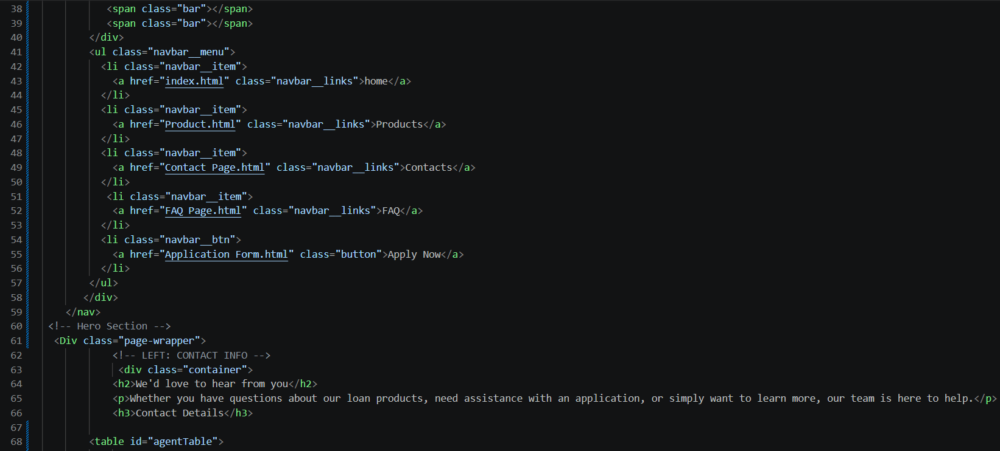 38 <span class="bar"></span>
39 <span class="bar"></span>
40 </div>
41 <ul class="navbar__menu">
42 <li class="navbar__item">
43 <a href="index.html" class="navbar__links">home</a>
44 </li>
45 <li class="navbar__item">
46 <a href="Product.html" class="navbar__links">Products</a>
47 </li>
48 <li class="navbar__item">
49 <a href="Contact Page.html" class="navbar__links">Contacts</a>
50 </li>
51 <li class="navbar__item">
52 <a href="FAQ Page.html" class="navbar__links">FAQ</a>
53 </li>
54 <li class="navbar__btn">
55 <a href="Application Form.html" class="button">Apply Now</a>
56 </li>
57 </ul>
58 </div>
59 </nav>
60 <!-- Hero Section -->
61 <Div class="page-wrapper">
62 <!-- LEFT: CONTACT INFO -->
63 <div class="container">
64 <h2>We'd love to hear from you</h2>
65 <p>Whether you have questions about our loan products, need assistance with an application, or simply want to learn more, our team is here to help.</p>
66 <h3>Contact Details</h3>
67
68 <table id="agentTable">